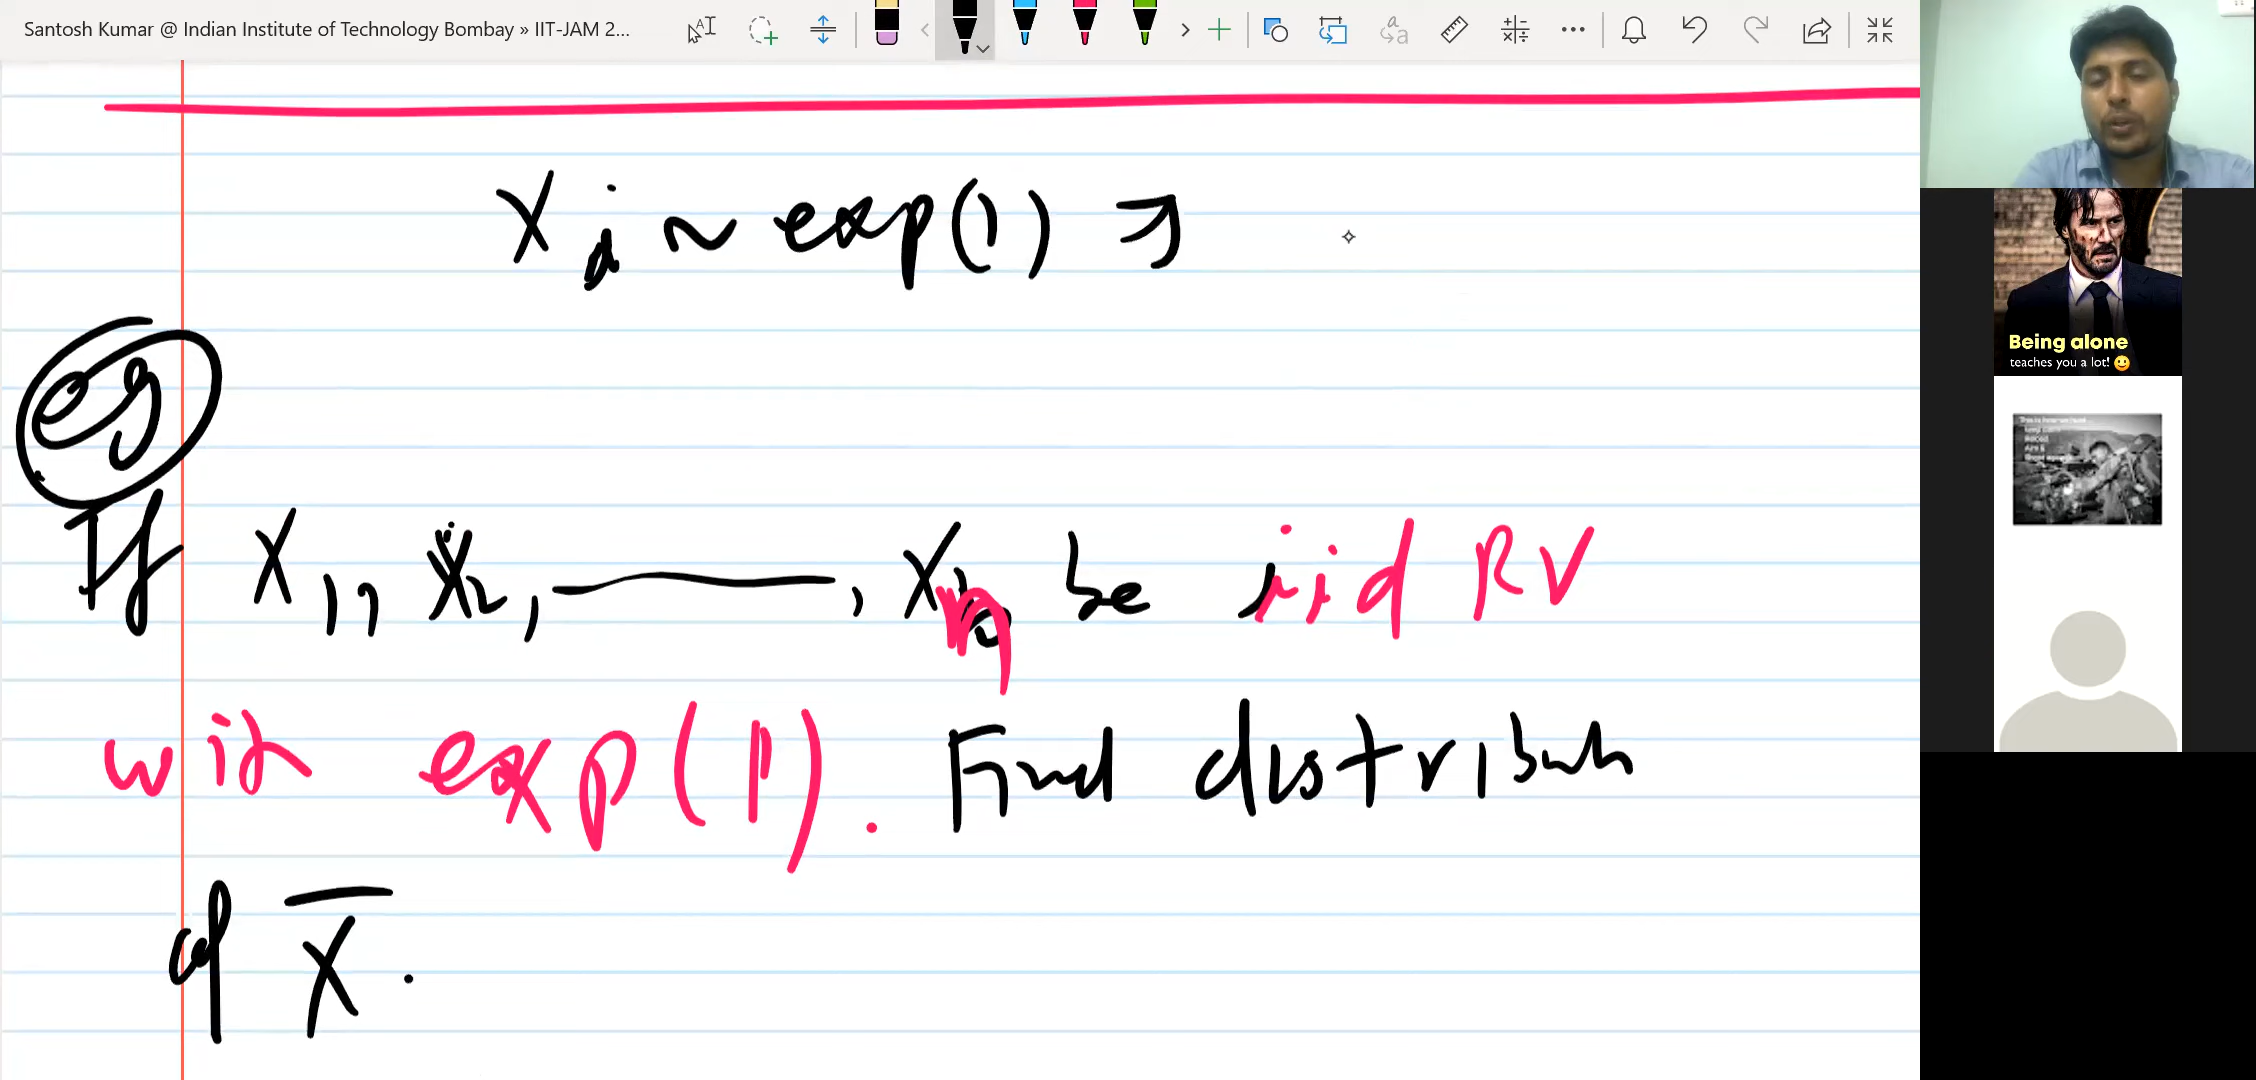 Santosh Kumar @ Indian Institute of Technology Bombay » IIT-JAM 2...
Xi ~ exp(1) ⇒
eg
If X1, X2, ———, Xn be iid RV
with exp(1). Find distribution
of X̅.
Being alone
teaches you a lot! 😀